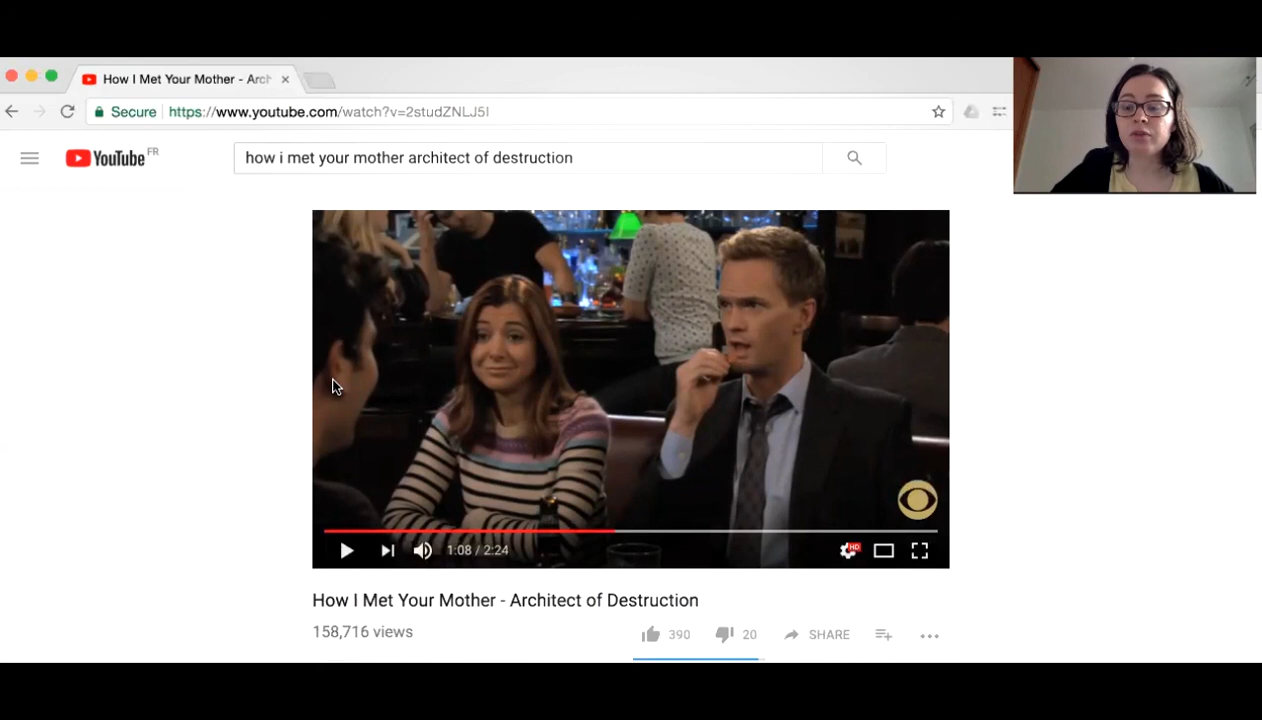 How I Met Your Mother - Arch
Secure https://www.youtube.com/watch?v=2studZNLJ5I
YouTube FR
how i met your mother architect of destruction
1:08 / 2:24
HD
How I Met Your Mother - Architect of Destruction
158,716 views
390 20 SHARE